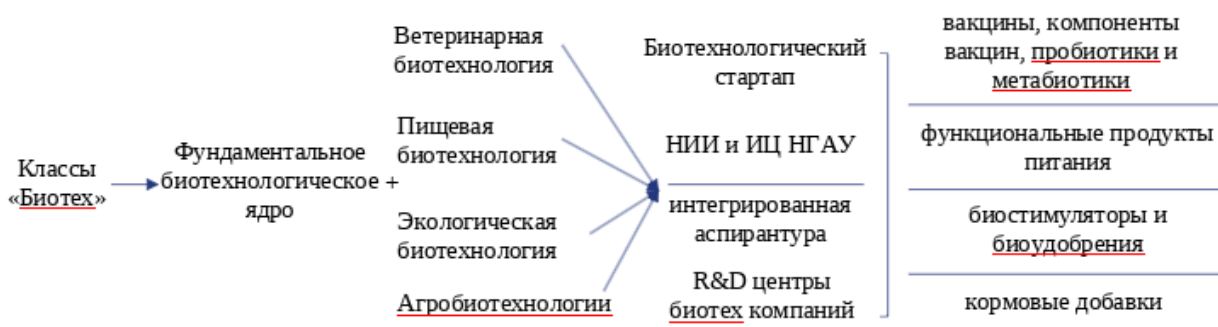 Классы
«Биотех»
Фундаментальное
биотехнологическое +
ядро
Ветеринарная
биотехнология
Пищевая
биотехнология
Экологическая
биотехнология
Агробиотехнологии
Биотехнологический
стартап
НИИ и ИЦ НГАУ
интегрированная
аспирантура
R&D центры
биотех компаний
вакцины, компоненты
вакцин, пробиотики и
метабиотики
функциональные продукты
питания
биостимуляторы и
биоудобрения
кормовые добавки